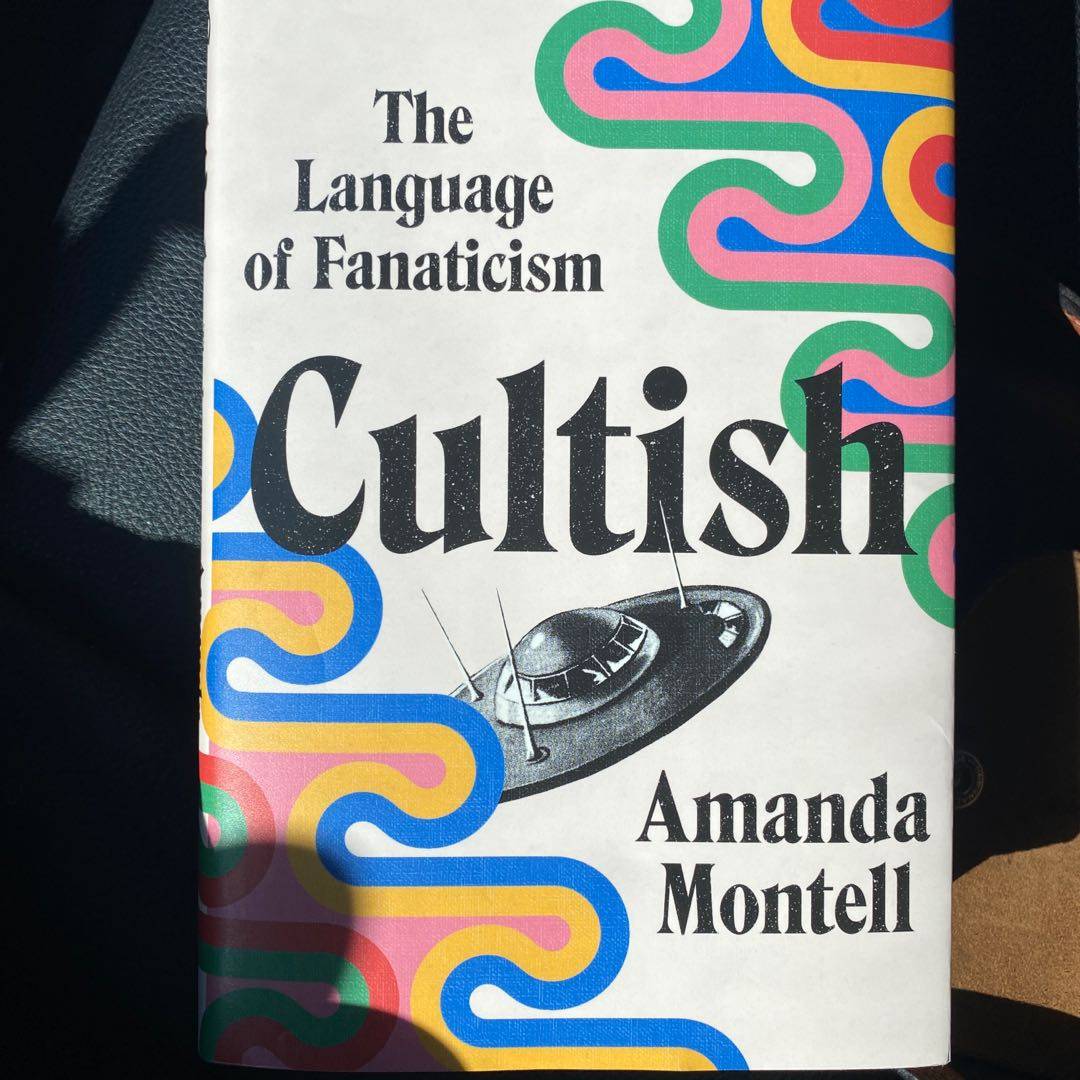 The
Language
of Fanaticism
Cultish
Amanda
Montell